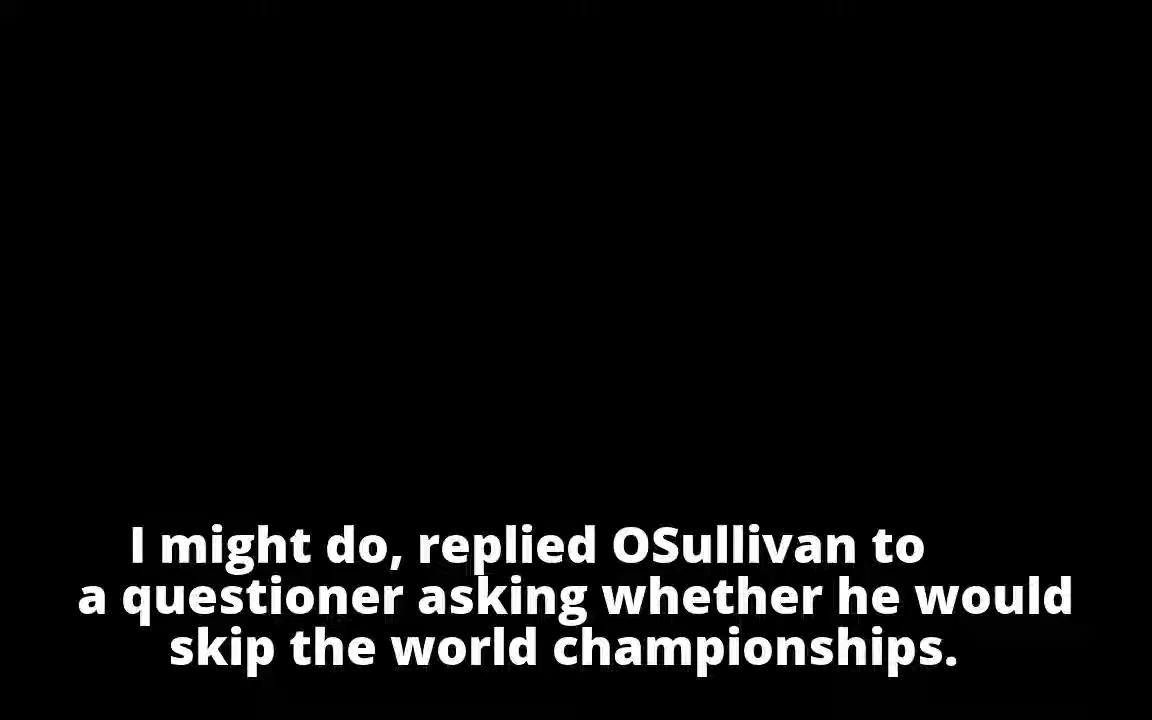 I might do, replied OSullivan to
a questioner asking whether he would
skip the world championships.